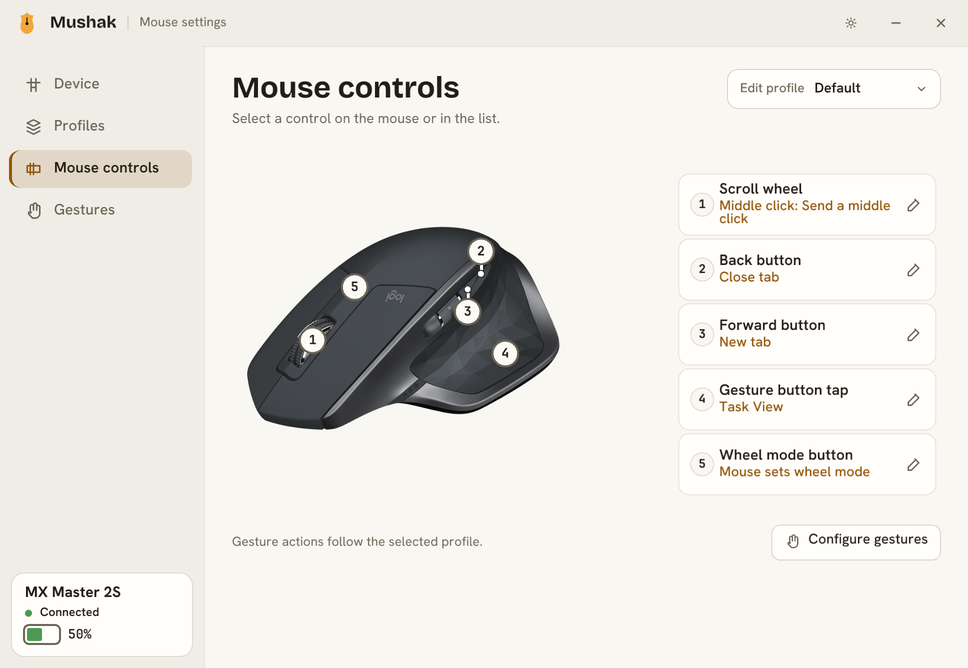 Mushak | Mouse settings
Device
Profiles
Mouse controls
Gestures
MX Master 2S
Connected
50%
Mouse controls
Select a control on the mouse or in the list.
Edit profile Default
2
5
logi
3
1
4
1 Scroll wheel
Middle click: Send a middle
click
2 Back button
Close tab
3 Forward button
New tab
4 Gesture button tap
Task View
5 Wheel mode button
Mouse sets wheel mode
Gesture actions follow the selected profile.
Configure gestures